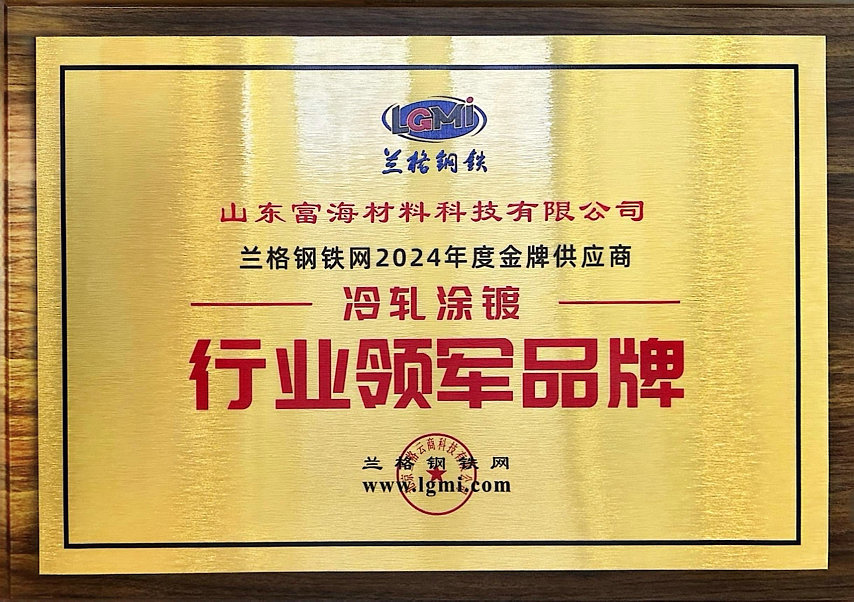 LGMi
兰格钢铁
山东富海材料科技有限公司
兰格钢铁网2024年度金牌供应商
冷轧涂镀
行业领军品牌
兰格钢铁网
www.lgmi.com